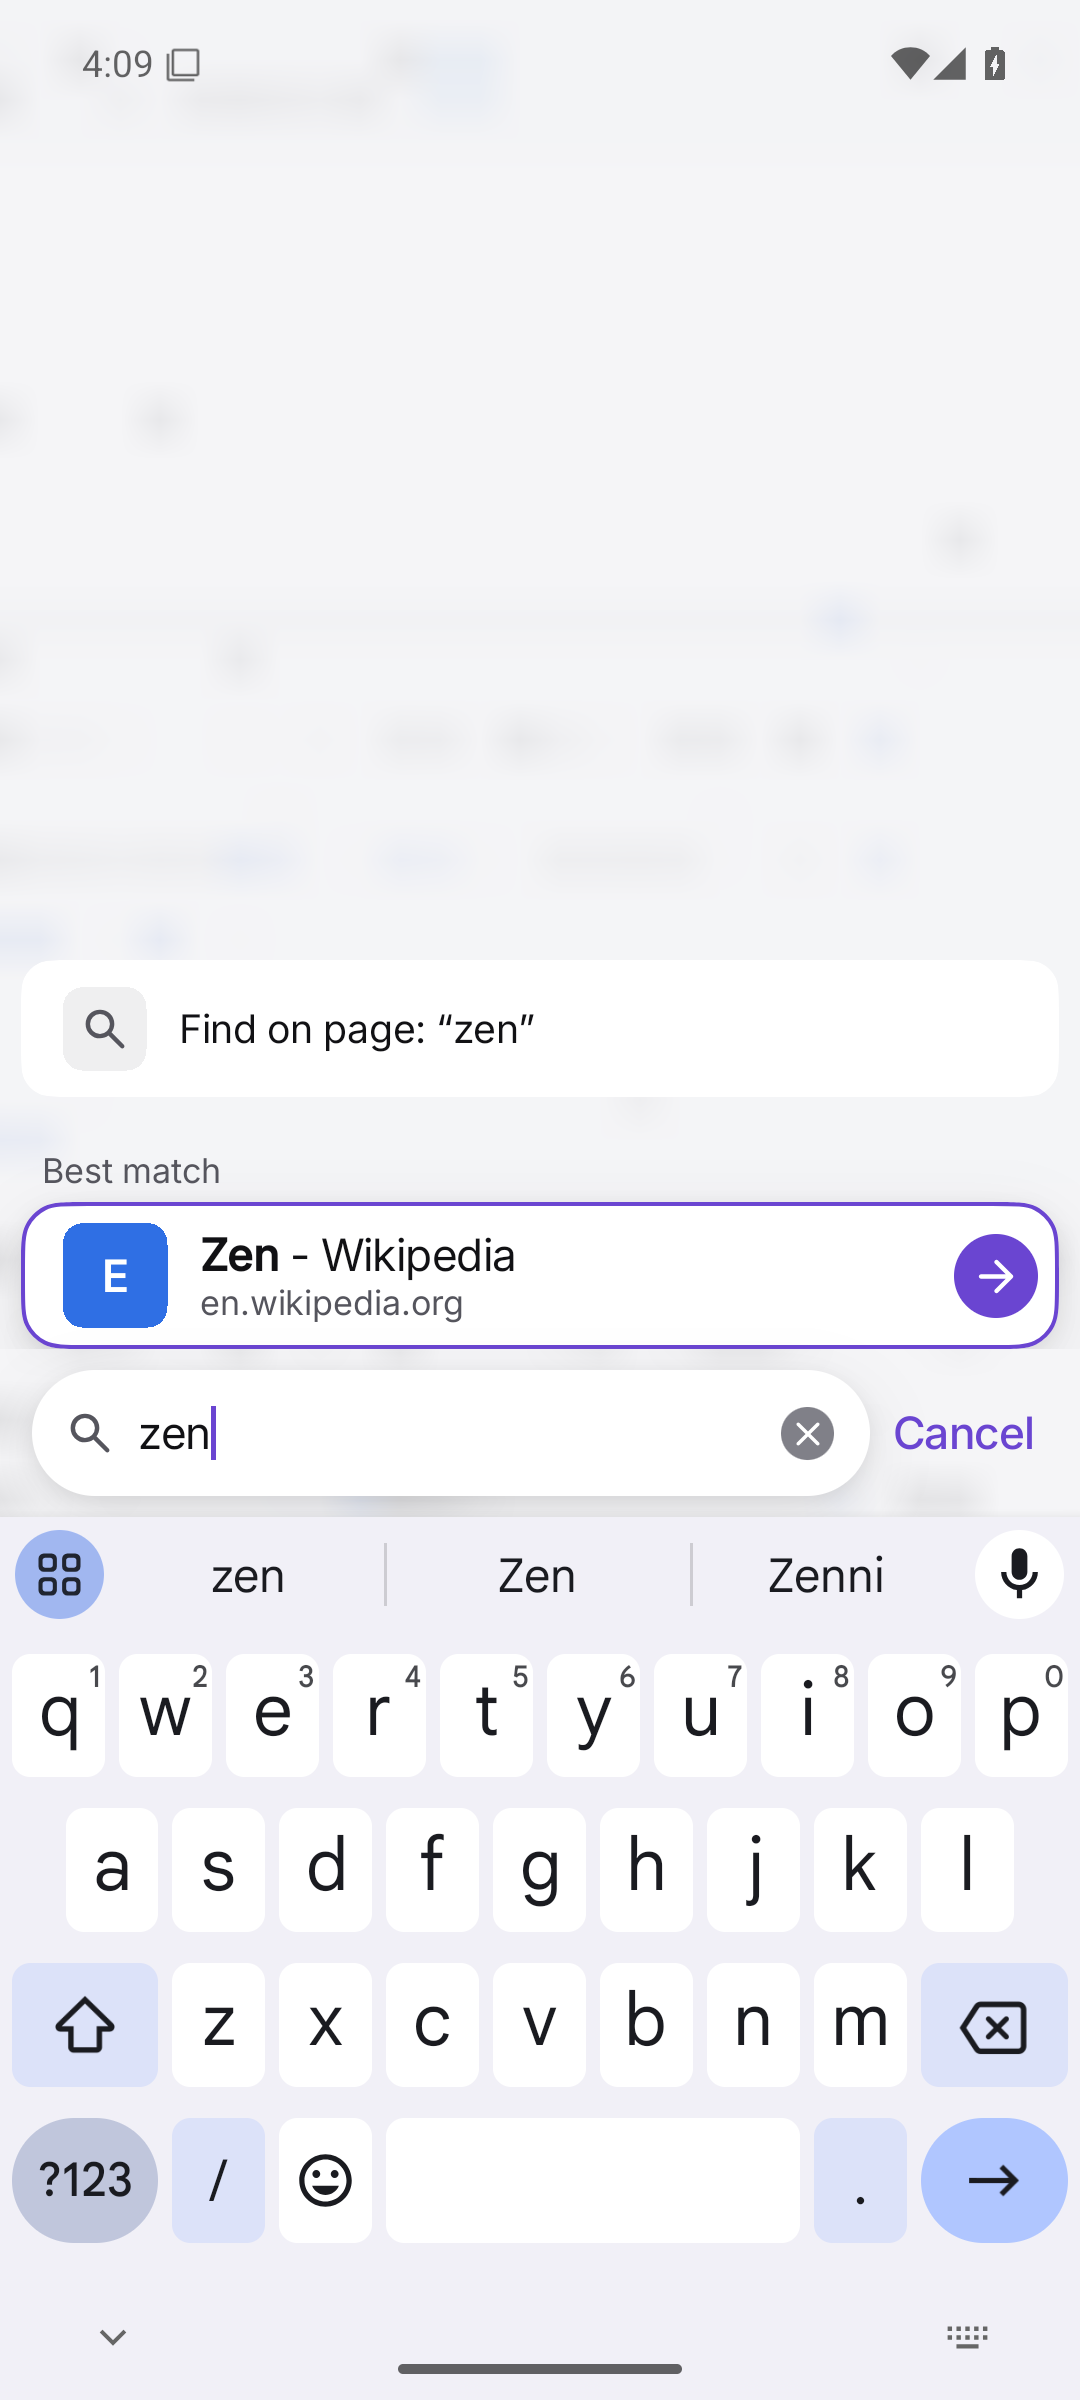 4:09
Find on page: “zen”
Best match
E
Zen - Wikipedia
en.wikipedia.org
zen
Cancel
zen Zen Zenni
q1 w2 e3 r4 t5 y6 u7 i8 o9 p0
a s d f g h j k l
z x c v b n m
?123 / .